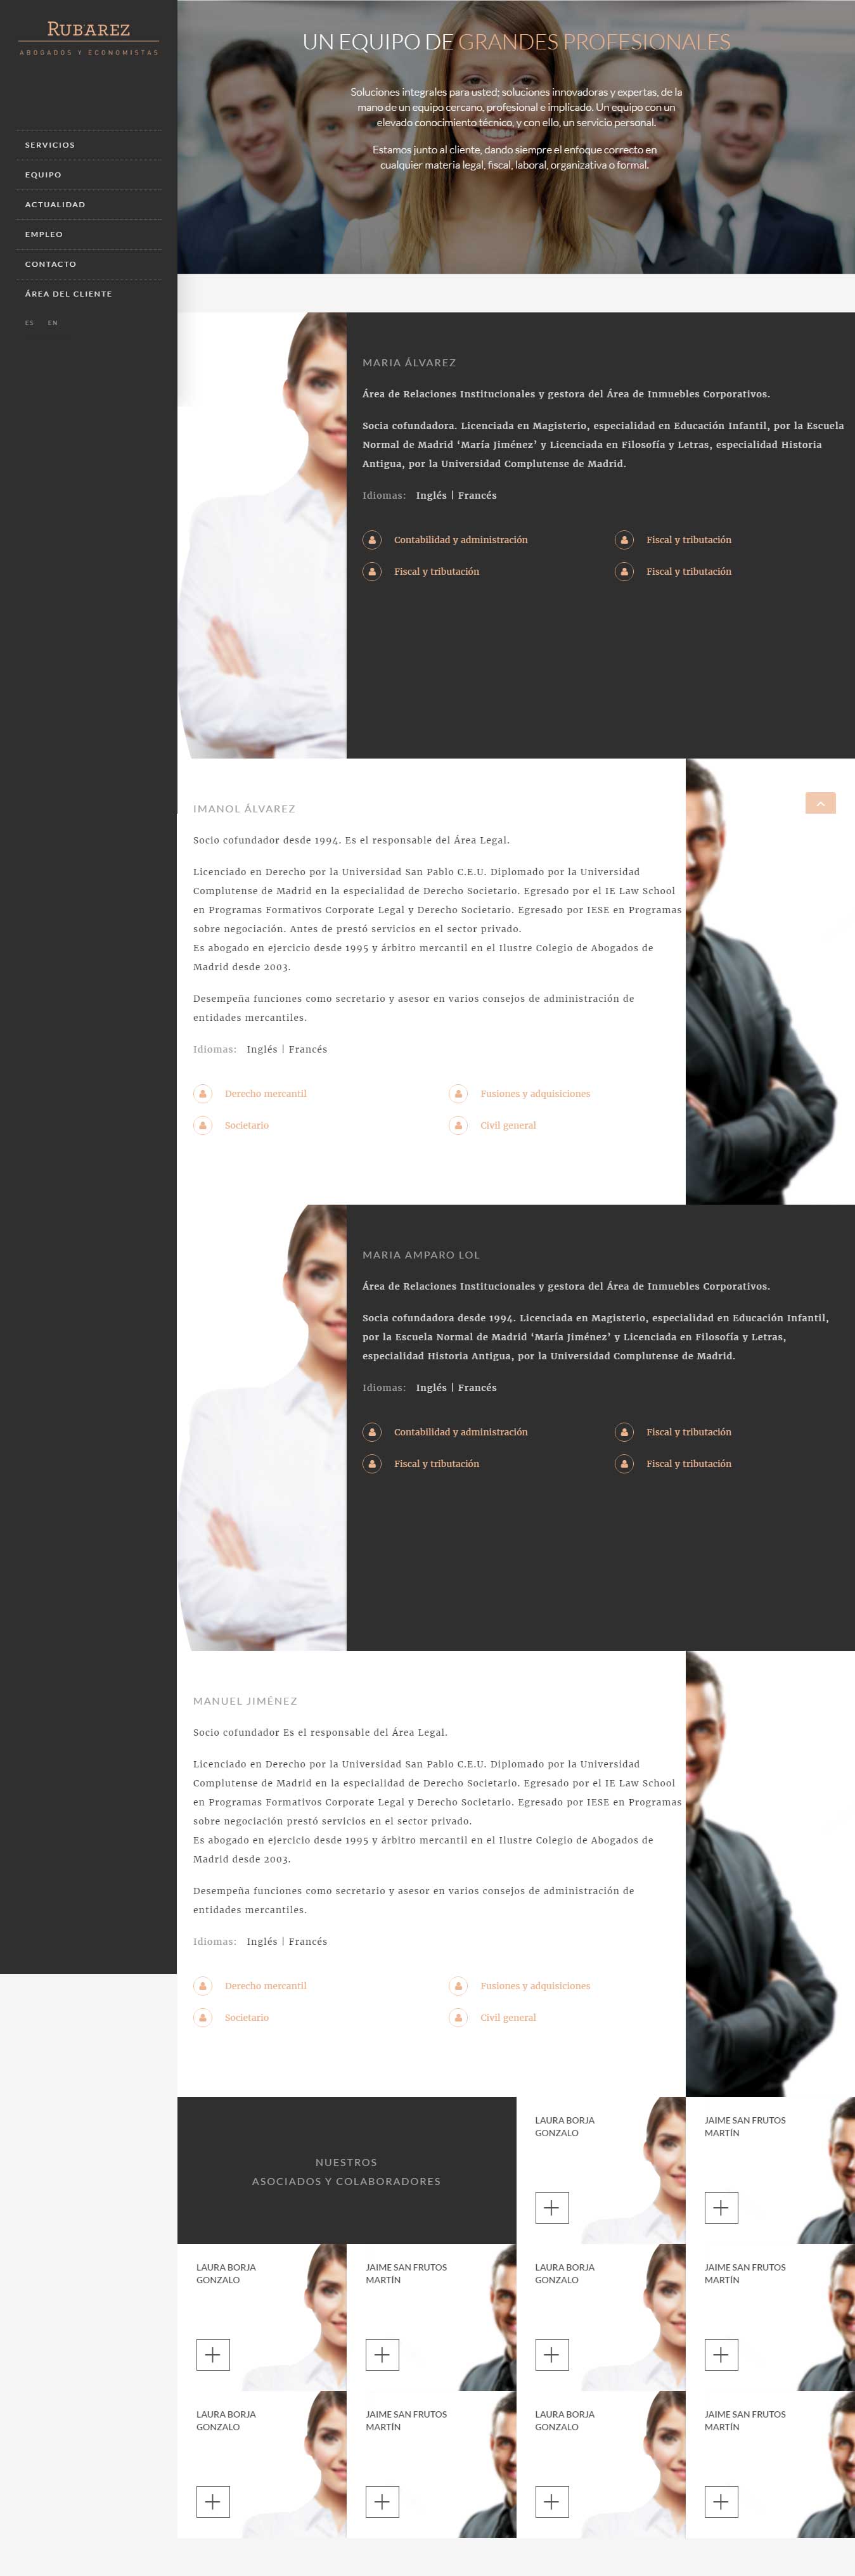 RUBAREZ
ABOGADOS Y ECONOMISTAS
SERVICIOS
EQUIPO
ACTUALIDAD
EMPLEO
CONTACTO
ÁREA DEL CLIENTE
ES EN
UN EQUIPO DE GRANDES PROFESIONALES
Soluciones integrales para usted; soluciones innovadoras y expertas, de la
mano de un equipo cercano, profesional e implicado. Un equipo con un
elevado conocimiento técnico, y con ello, un servicio personal.
Estamos junto al cliente, dando siempre el enfoque correcto en
cualquier materia legal, fiscal, laboral, organizativa o formal.
MARIA ÁLVAREZ
Área de Relaciones Institucionales y gestora del Área de Inmuebles Corporativos.
Socia cofundadora. Licenciada en Magisterio, especialidad en Educación Infantil, por la Escuela
Normal de Madrid ‘María Jiménez’ y Licenciada en Filosofía y Letras, especialidad Historia
Antigua, por la Universidad Complutense de Madrid.
Idiomas: Inglés | Francés
Contabilidad y administración Fiscal y tributación
Fiscal y tributación Fiscal y tributación
IMANOL ÁLVAREZ
Socio cofundador desde 1994. Es el responsable del Área Legal.
Licenciado en Derecho por la Universidad San Pablo C.E.U. Diplomado por la Universidad
Complutense de Madrid en la especialidad de Derecho Societario. Egresado por el IE Law School
en Programas Formativos Corporate Legal y Derecho Societario. Egresado por IESE en Programas
sobre negociación. Antes de prestó servicios en el sector privado.
Es abogado en ejercicio desde 1995 y árbitro mercantil en el Ilustre Colegio de Abogados de
Madrid desde 2003.
Desempeña funciones como secretario y asesor en varios consejos de administración de
entidades mercantiles.
Idiomas: Inglés | Francés
Derecho mercantil Fusiones y adquisiciones
Societario Civil general
MARIA AMPARO LOL
Área de Relaciones Institucionales y gestora del Área de Inmuebles Corporativos.
Socia cofundadora desde 1994. Licenciada en Magisterio, especialidad en Educación Infantil,
por la Escuela Normal de Madrid ‘María Jiménez’ y Licenciada en Filosofía y Letras,
especialidad Historia Antigua, por la Universidad Complutense de Madrid.
Idiomas: Inglés | Francés
Contabilidad y administración Fiscal y tributación
Fiscal y tributación Fiscal y tributación
MANUEL JIMÉNEZ
Socio cofundador Es el responsable del Área Legal.
Licenciado en Derecho por la Universidad San Pablo C.E.U. Diplomado por la Universidad
Complutense de Madrid en la especialidad de Derecho Societario. Egresado por el IE Law School
en Programas Formativos Corporate Legal y Derecho Societario. Egresado por IESE en Programas
sobre negociación prestó servicios en el sector privado.
Es abogado en ejercicio desde 1995 y árbitro mercantil en el Ilustre Colegio de Abogados de
Madrid desde 2003.
Desempeña funciones como secretario y asesor en varios consejos de administración de
entidades mercantiles.
Idiomas: Inglés | Francés
Derecho mercantil Fusiones y adquisiciones
Societario Civil general
NUESTROS
ASOCIADOS Y COLABORADORES
LAURA BORJA
GONZALO
JAIME SAN FRUTOS
MARTÍN
LAURA BORJA
GONZALO
JAIME SAN FRUTOS
MARTÍN
LAURA BORJA
GONZALO
JAIME SAN FRUTOS
MARTÍN
LAURA BORJA
GONZALO
JAIME SAN FRUTOS
MARTÍN
LAURA BORJA
GONZALO
JAIME SAN FRUTOS
MARTÍN